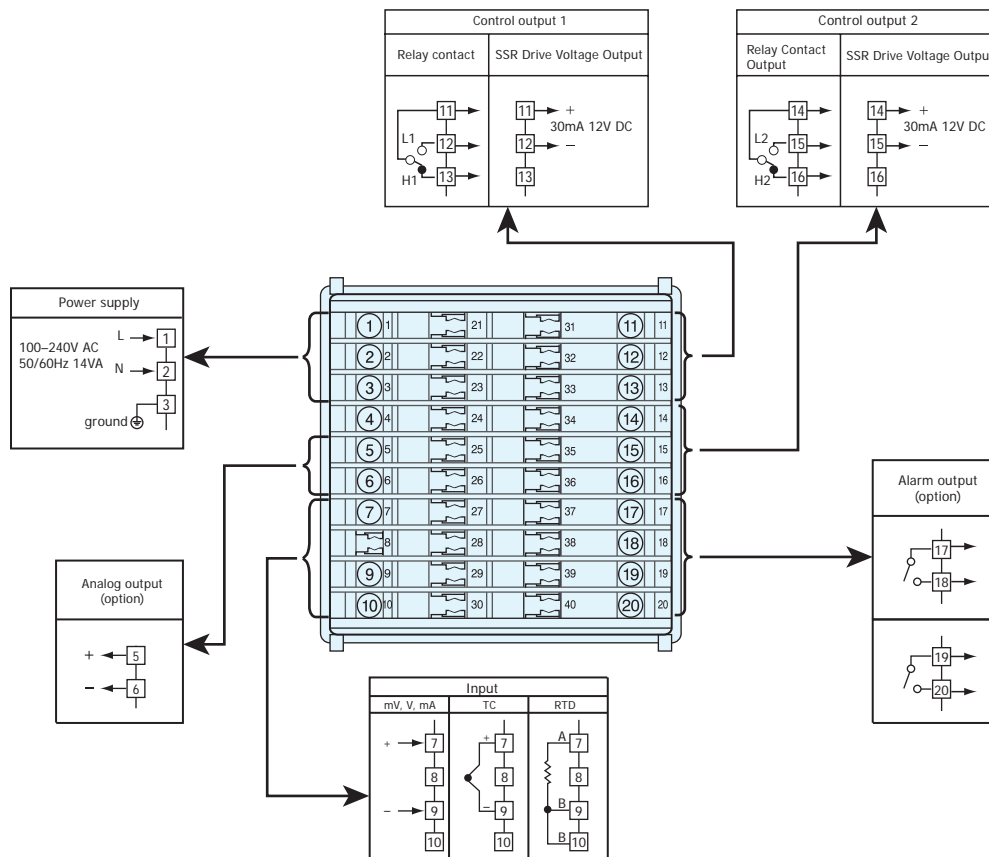 Control output 1
Relay contact
SSR Drive Voltage Output
11
L1
12
H1
13
11 +
30mA 12V DC
12 −
13
Control output 2
Relay Contact
Output
SSR Drive Voltage Outpu
14
L2
15
H2
16
14 +
30mA 12V DC
15 −
16
Power supply
100–240V AC
50/60Hz 14VA
L 1
N 2
3
ground
1 1 21 31 11 11
2 2 22 32 12 12
3 3 23 33 13 13
4 4 24 34 14 14
5 5 25 35 15 15
6 6 26 36 16 16
7 7 27 37 17 17
8 28 38 18 18
9 9 29 39 19 19
10 10 30 40 20 20
Analog output
(option)
+ 5
− 6
Alarm output
(option)
17
18
19
20
Input
mV, V, mA
TC
RTD
+ 7
8
− 9
10
+ 7
8
− 9
10
A 7
8
B 9
B 10